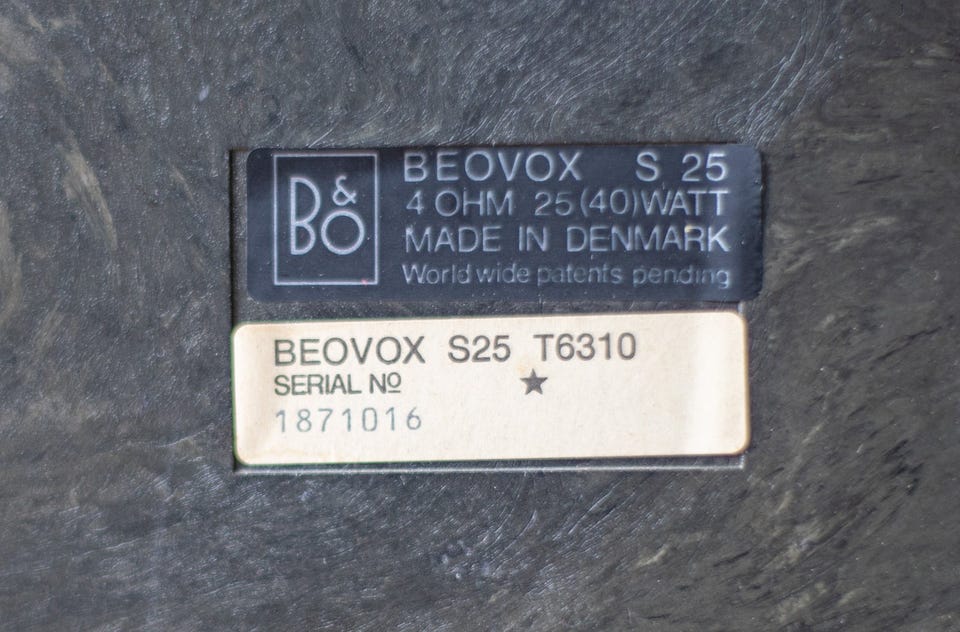 B&O
BEOVOX S 25
4 OHM 25(40)WATT
MADE IN DENMARK
World wide patents pending
BEOVOX S25 T6310
SERIAL Nº ★
1871016